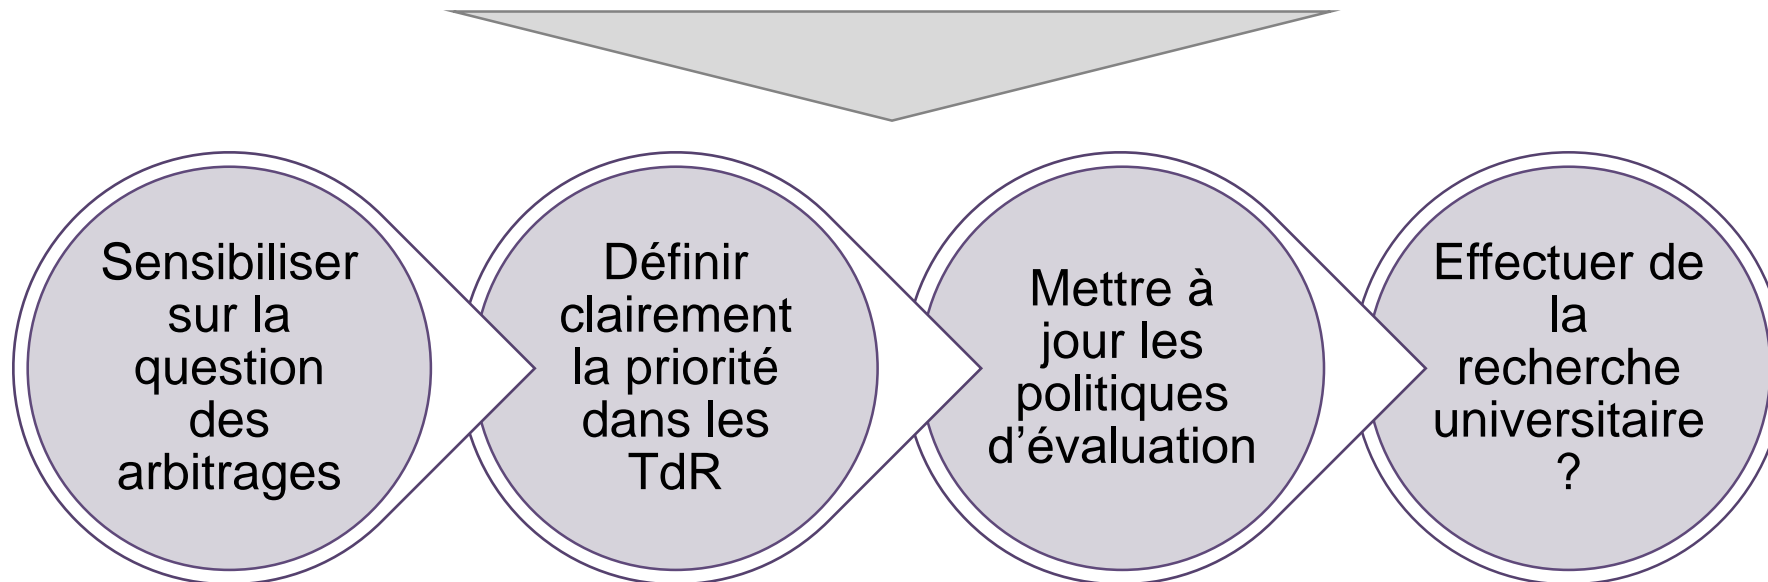 Sensibiliser
sur la
question
des
arbitrages
Définir
clairement
la priorité
dans les
TdR
Mettre à
jour les
politiques
d’évaluation
Effectuer de
la
recherche
universitaire
?